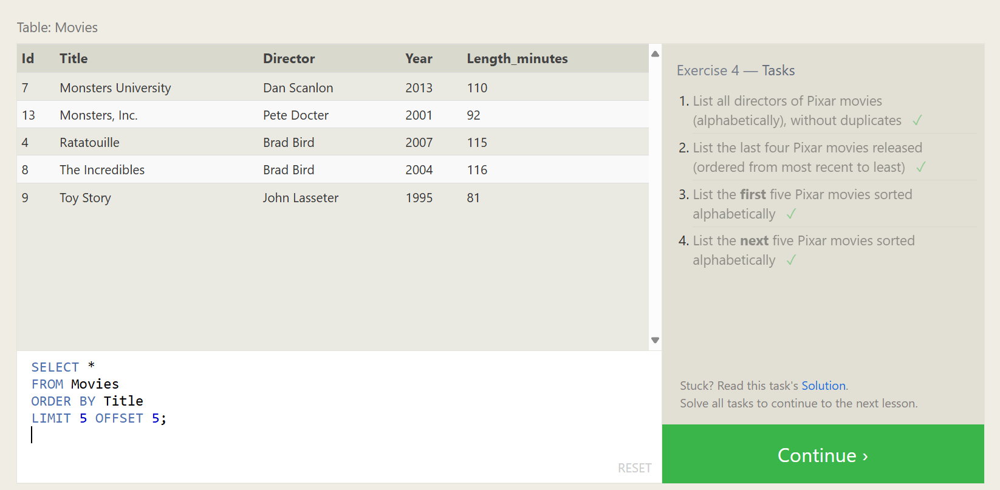 Table: Movies
Id Title Director Year Length_minutes
7 Monsters University Dan Scanlon 2013 110
13 Monsters, Inc. Pete Docter 2001 92
4 Ratatouille Brad Bird 2007 115
8 The Incredibles Brad Bird 2004 116
9 Toy Story John Lasseter 1995 81
SELECT *
FROM Movies
ORDER BY Title
LIMIT 5 OFFSET 5;
RESET
Exercise 4 — Tasks
1. List all directors of Pixar movies
(alphabetically), without duplicates ✓
2. List the last four Pixar movies released
(ordered from most recent to least) ✓
3. List the first five Pixar movies sorted
alphabetically ✓
4. List the next five Pixar movies sorted
alphabetically ✓
Stuck? Read this task's Solution.
Solve all tasks to continue to the next lesson.
Continue ›